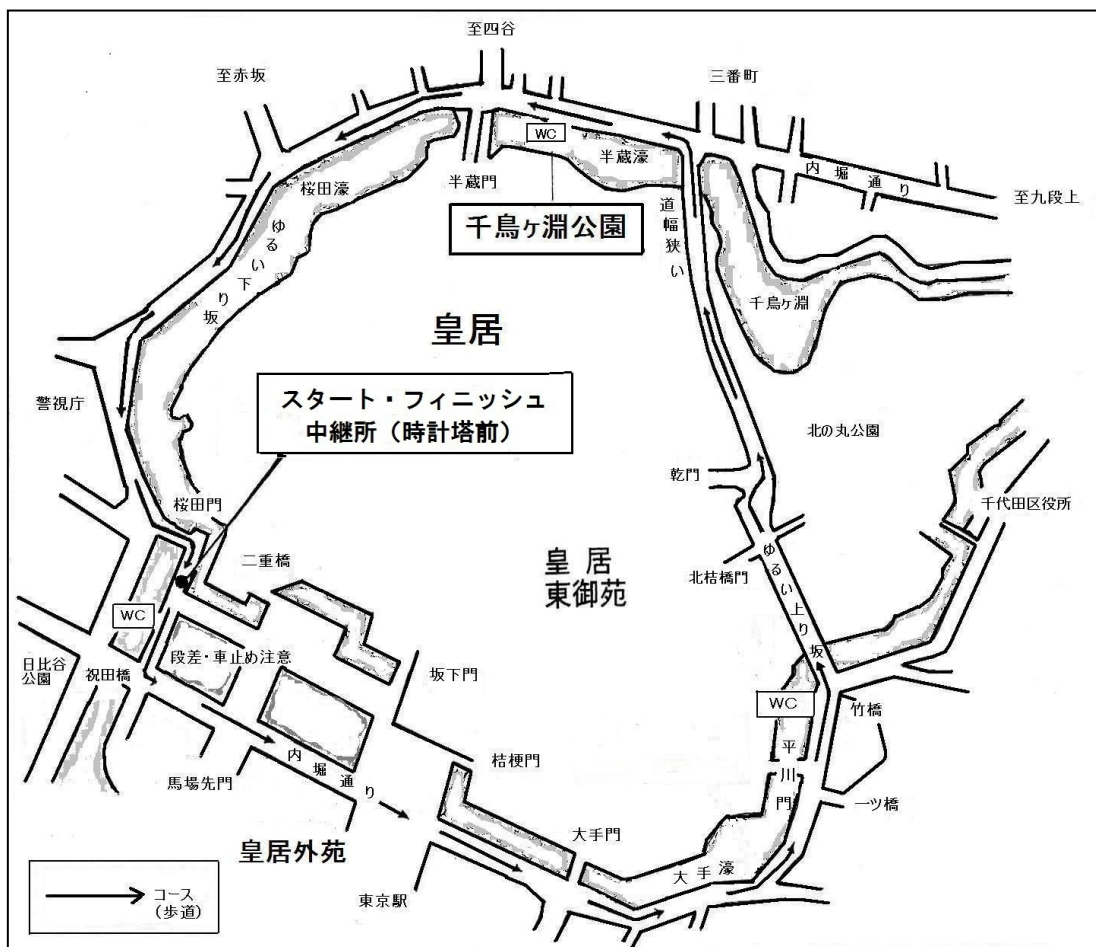 至四谷
至赤坂
三番町
WC
半蔵濠
内堀通り
桜田濠
半蔵門
至九段上
千鳥ヶ淵公園
道幅狭い
ゆるい下り坂
千鳥ヶ淵
皇居
警視庁
スタート・フィニッシュ
中継所（時計塔前）
北の丸公園
乾門
桜田門
千代田区役所
二重橋
皇居
東御苑
北桔橋門
ゆるい上り坂
WC
段差・車止め注意
日比谷
公園
祝田橋
坂下門
WC
竹橋
平川門
桔梗門
馬場先門
内堀通り
一ツ橋
大手門
皇居外苑
大手濠
東京駅
コース
（歩道）